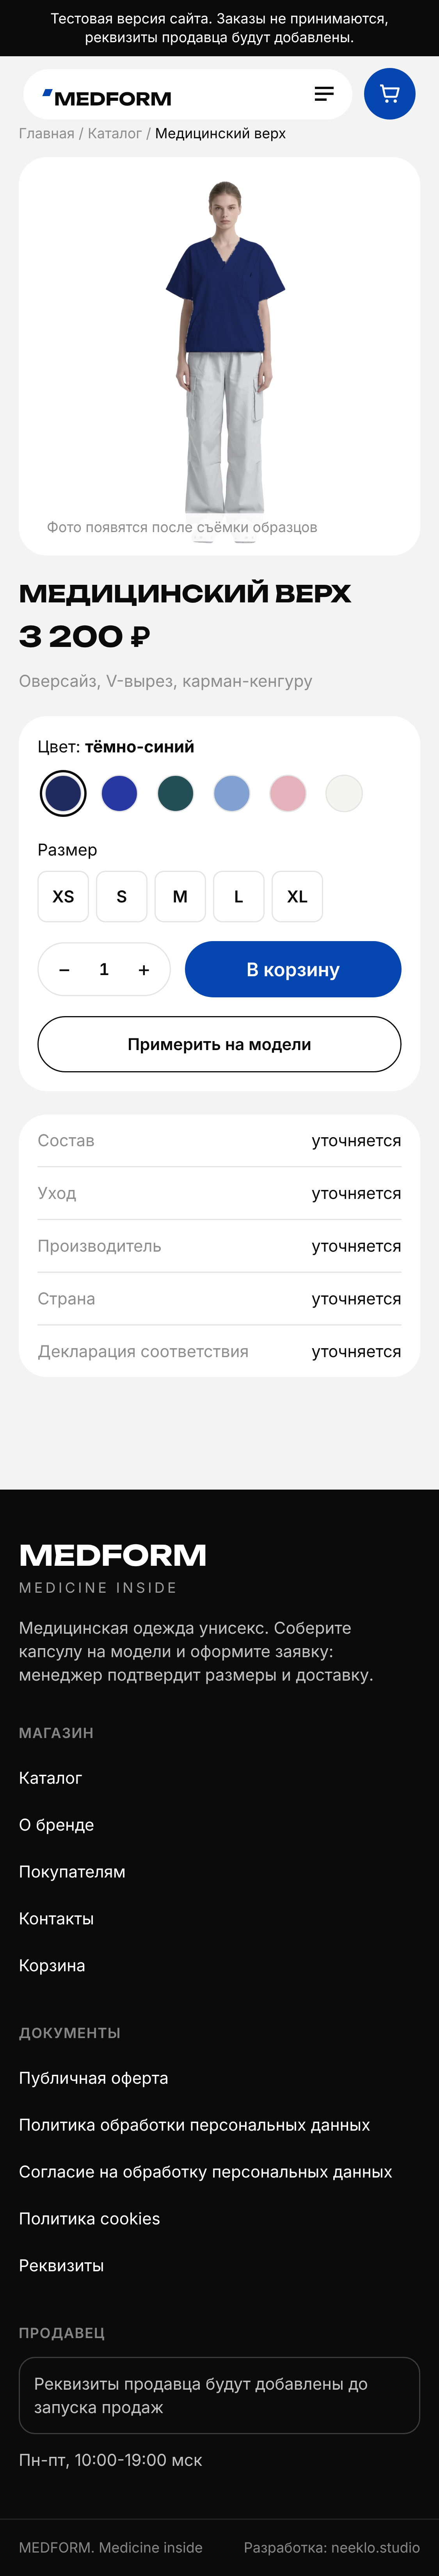 Тестовая версия сайта. Заказы не принимаются,
реквизиты продавца будут добавлены.
MEDFORM
Главная / Каталог / Медицинский верх
Фото появятся после съёмки образцов
МЕДИЦИНСКИЙ ВЕРХ
3 200 ₽
Оверсайз, V-вырез, карман-кенгуру
Цвет: тёмно-синий
Размер
XS S M L XL
− 1 + В корзину
Примерить на модели
Состав уточняется
Уход уточняется
Производитель уточняется
Страна уточняется
Декларация соответствия уточняется
MEDFORM
MEDICINE INSIDE
Медицинская одежда унисекс. Соберите
капсулу на модели и оформите заявку:
менеджер подтвердит размеры и доставку.
МАГАЗИН
Каталог
О бренде
Покупателям
Контакты
Корзина
ДОКУМЕНТЫ
Публичная оферта
Политика обработки персональных данных
Согласие на обработку персональных данных
Политика cookies
Реквизиты
ПРОДАВЕЦ
Реквизиты продавца будут добавлены до
запуска продаж
Пн-пт, 10:00-19:00 мск
MEDFORM. Medicine inside Разработка: neeklo.studio